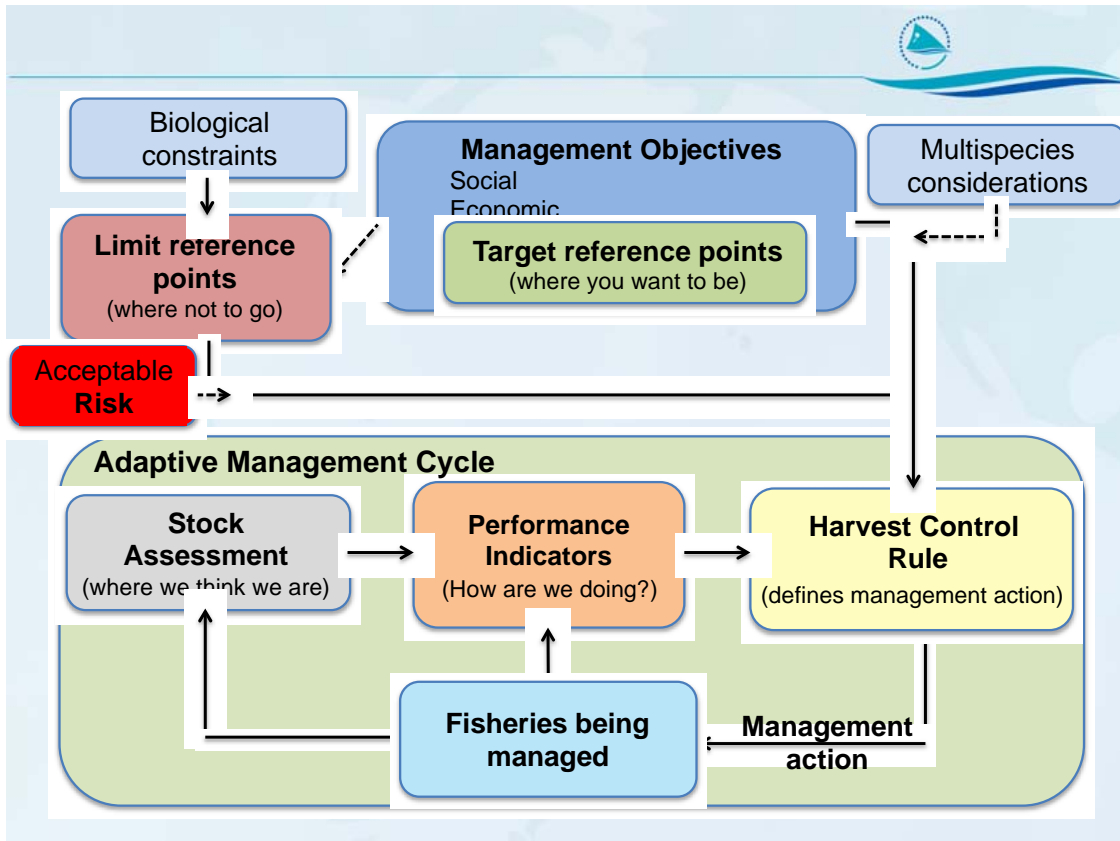 Biological
constraints
Management Objectives
Social
Economic
Multispecies
considerations
Limit reference
points
(where not to go)
Target reference points
(where you want to be)
Acceptable
Risk
Adaptive Management Cycle
Stock
Assessment
(where we think we are)
Performance
Indicators
(How are we doing?)
Harvest Control
Rule
(defines management action)
Fisheries being
managed
Management
action